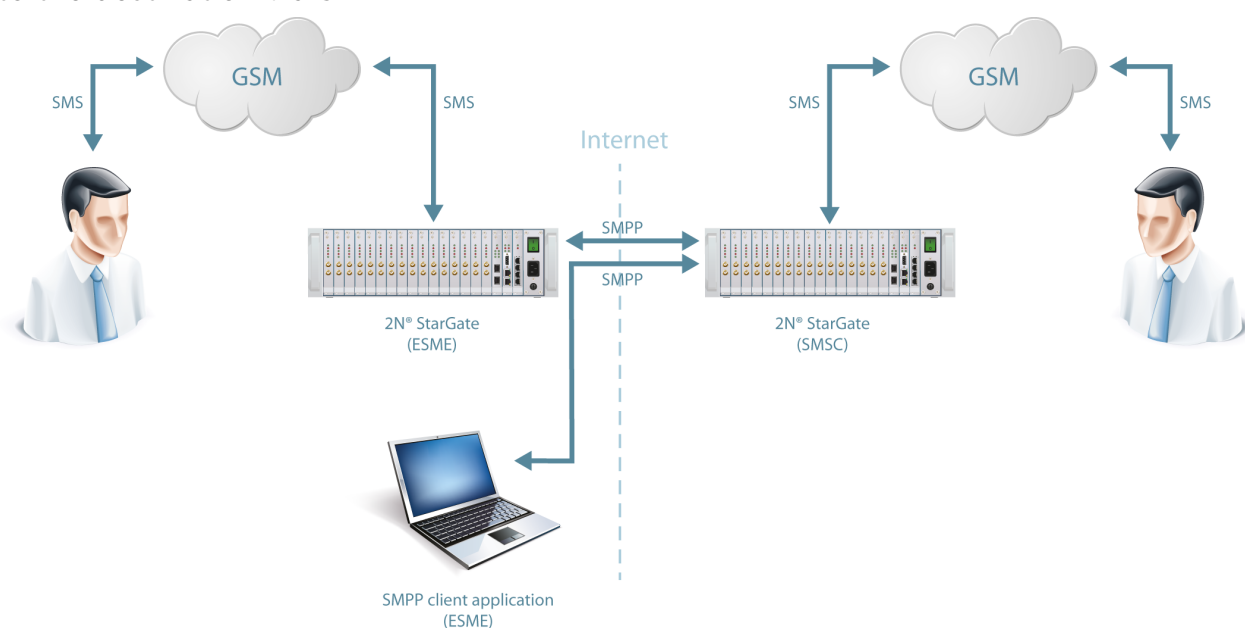 GSM
GSM
SMS
SMS
SMS
SMS
Internet
SMPP
SMPP
2N® StarGate
(ESME)
2N® StarGate
(SMSC)
SMPP client application
(ESME)